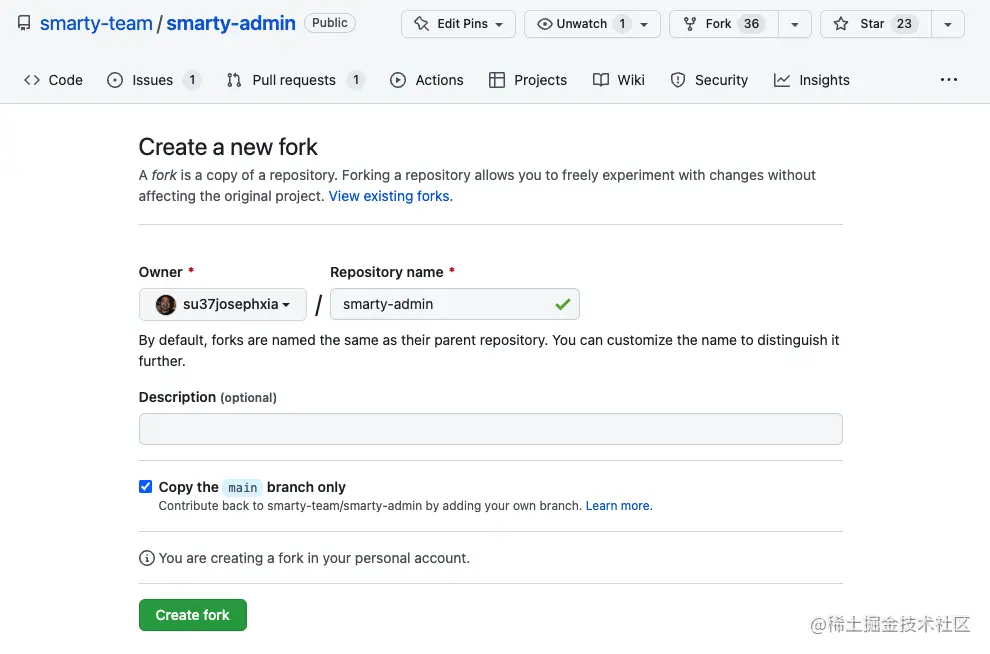 smarty-team / smarty-admin Public Edit Pins Unwatch 1 Fork 36 Star 23
Code Issues 1 Pull requests 1 Actions Projects Wiki Security Insights ...
Create a new fork
A fork is a copy of a repository. Forking a repository allows you to freely experiment with changes without
affecting the original project. View existing forks.
Owner * Repository name *
su37josephxia / smarty-admin
By default, forks are named the same as their parent repository. You can customize the name to distinguish it
further.
Description (optional)
Copy the main branch only
Contribute back to smarty-team/smarty-admin by adding your own branch. Learn more.
You are creating a fork in your personal account.
Create fork
@稀土掘金技术社区